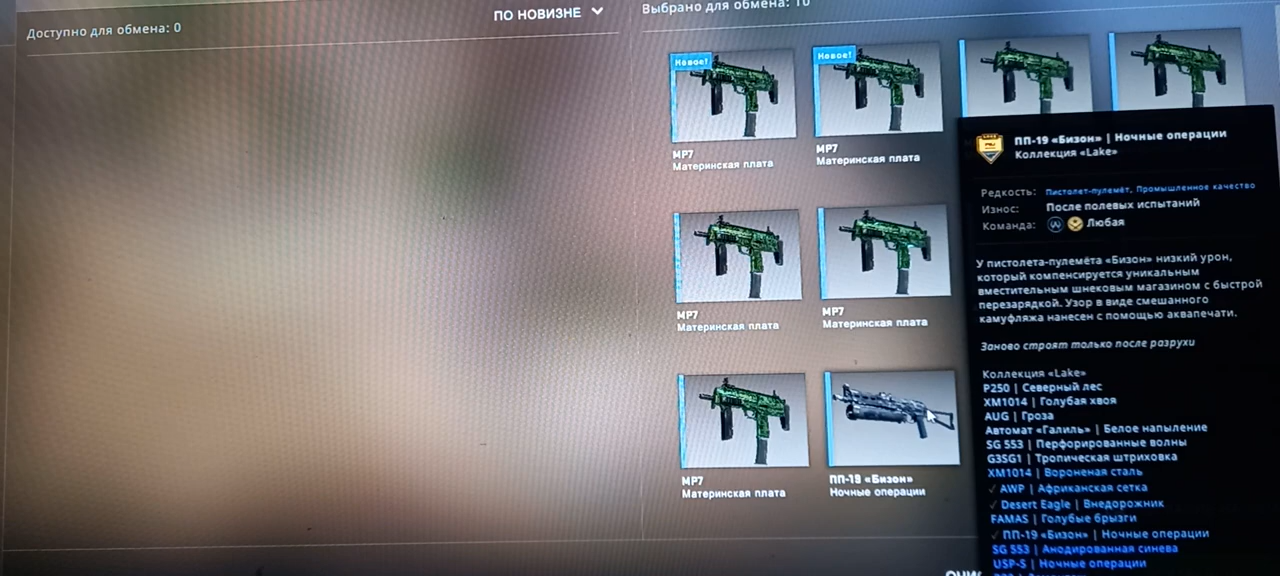 ПО НОВИЗНЕ
Выбрано для обмена: 10
Доступно для обмена: 0
Новое!
Новое!
MP7
Материнская плата
MP7
Материнская плата
MP7
Материнская плата
MP7
Материнская плата
MP7
Материнская плата
ПП-19 «Бизон»
Ночные операции
ПП-19 «Бизон» | Ночные операции
Коллекция «Lake»
Редкость: Пистолет-пулемёт, Промышленное качество
Износ: После полевых испытаний
Команда: Любая
У пистолета-пулемёта «Бизон» низкий урон,
который компенсируется уникальным
вместительным шнековым магазином с быстрой
перезарядкой. Узор в виде смешанного
камуфляжа нанесен с помощью аквапечати.
Заново строят только после разрухи
Коллекция «Lake»
P250 | Северный лес
XM1014 | Голубая хвоя
AUG | Гроза
Автомат «Галиль» | Белое напыление
SG 553 | Перфорированные волны
G3SG1 | Тропическая штриховка
XM1014 | Вороненая сталь
✓ AWP | Африканская сетка
✓ Desert Eagle | Внедорожник
FAMAS | Голубые брызги
✓ ПП-19 «Бизон» | Ночные операции
SG 553 | Анодированная синева
USP-S | Ночные операции